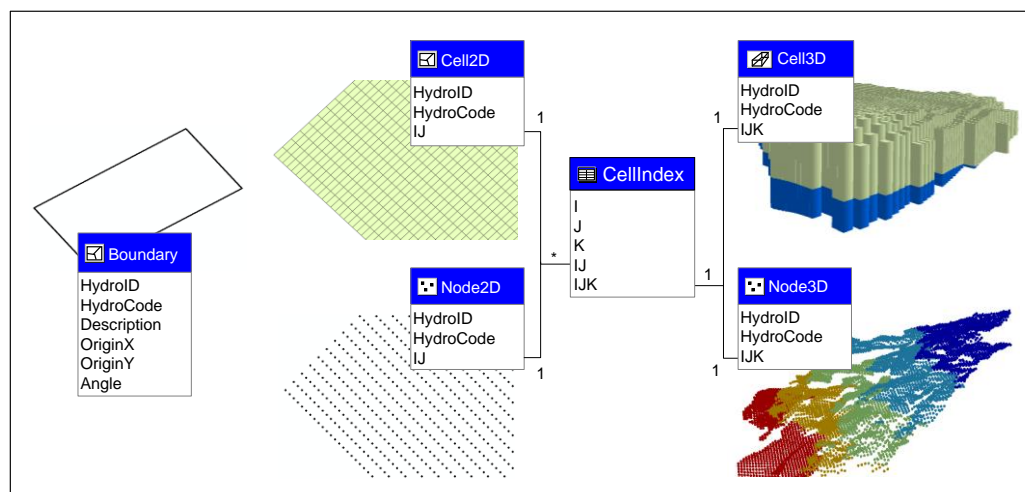 Cell2D
HydroID
HydroCode
IJ
1
Cell3D
HydroID
HydroCode
IJK
1
CellIndex
I
J
K
IJ
IJK
*
1
Boundary
HydroID
HydroCode
Description
OriginX
OriginY
Angle
Node2D
HydroID
HydroCode
IJ
1
Node3D
HydroID
HydroCode
IJK
1